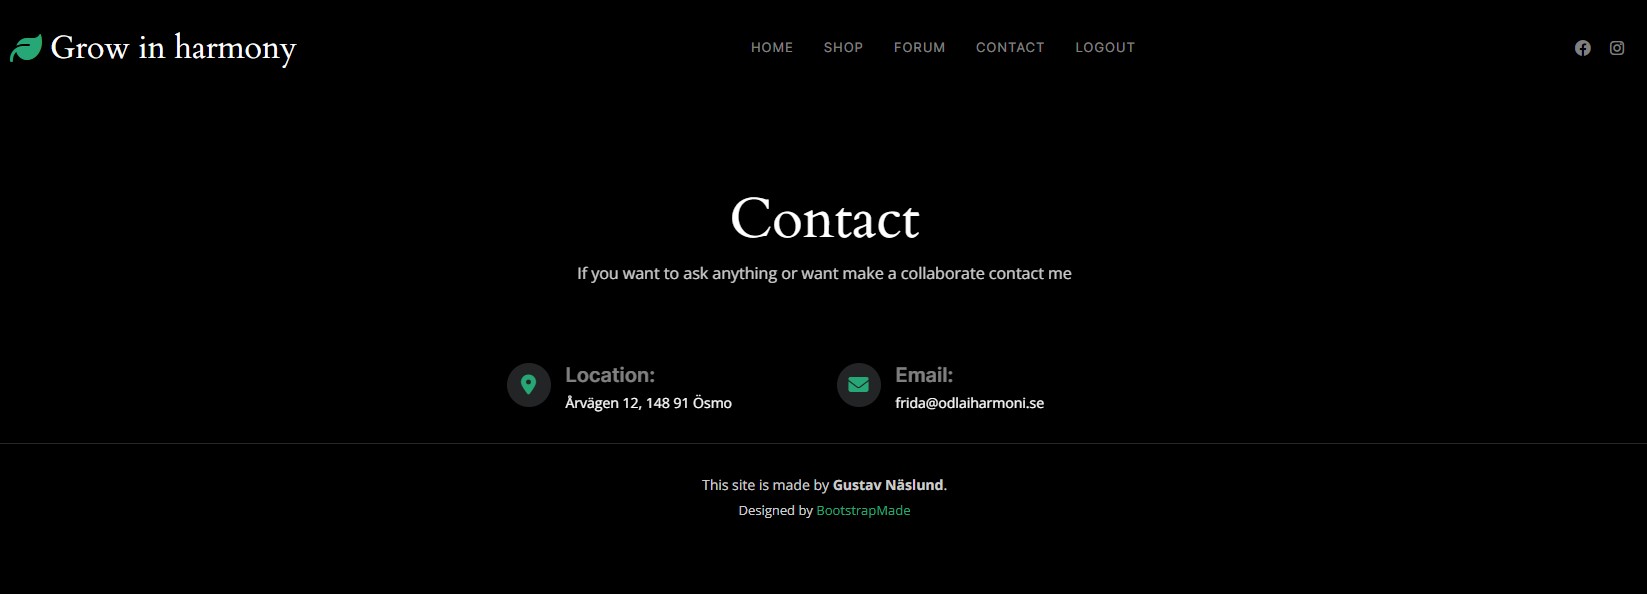 Grow in harmony
HOME SHOP FORUM CONTACT LOGOUT
Contact
If you want to ask anything or want make a collaborate contact me
Location:
Årvägen 12, 148 91 Ösmo
Email:
frida@odlaiharmoni.se
This site is made by Gustav Näslund.
Designed by BootstrapMade